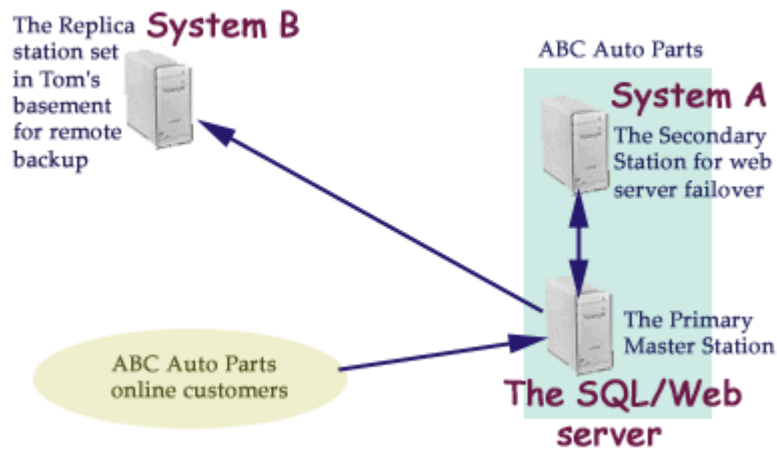 The Replica
station set
in Tom's
basement
for remote
backup
System B
ABC Auto Parts
System A
The Secondary
Station for web
server failover
The Primary
Master Station
The SQL/Web
server
ABC Auto Parts
online customers